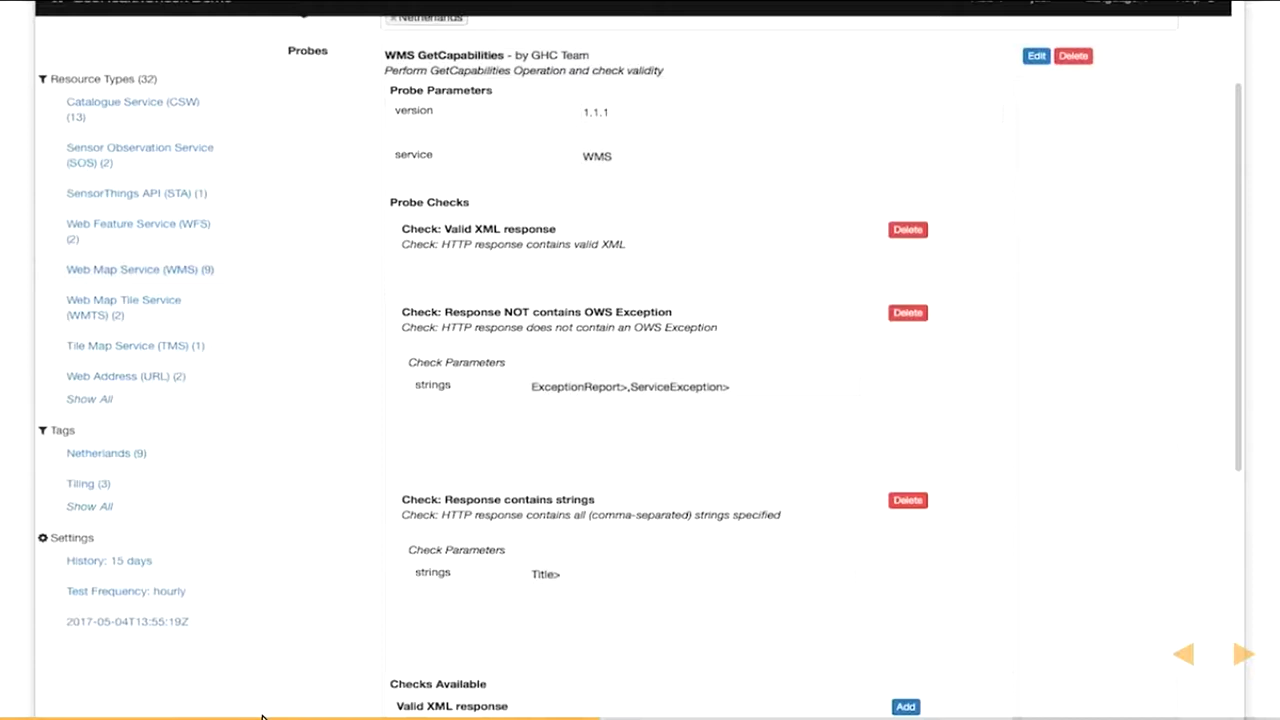 Netherlands
Probes
WMS GetCapabilities - by GHC Team
Edit
Delete
Perform GetCapabilities Operation and check validity
Resource Types (32)
Probe Parameters
Catalogue Service (CSW)
(13)
version
1.1.1
Sensor Observation Service
(SOS) (2)
service
WMS
SensorThings API (STA) (1)
Probe Checks
Web Feature Service (WFS)
(2)
Check: Valid XML response
Delete
Check: HTTP response contains valid XML
Web Map Service (WMS) (9)
Web Map Tile Service
(WMTS) (2)
Check: Response NOT contains OWS Exception
Delete
Check: HTTP response does not contain an OWS Exception
Tile Map Service (TMS) (1)
Check Parameters
Web Address (URL) (2)
strings
ExceptionReport>,ServiceException>
Show All
Tags
Netherlands (9)
Tiling (3)
Show All
Check: Response contains strings
Delete
Check: HTTP response contains all (comma-separated) strings specified
Settings
Check Parameters
History: 15 days
strings
Title>
Test Frequency: hourly
2017-05-04T13:55:19Z
Checks Available
Valid XML response
Add